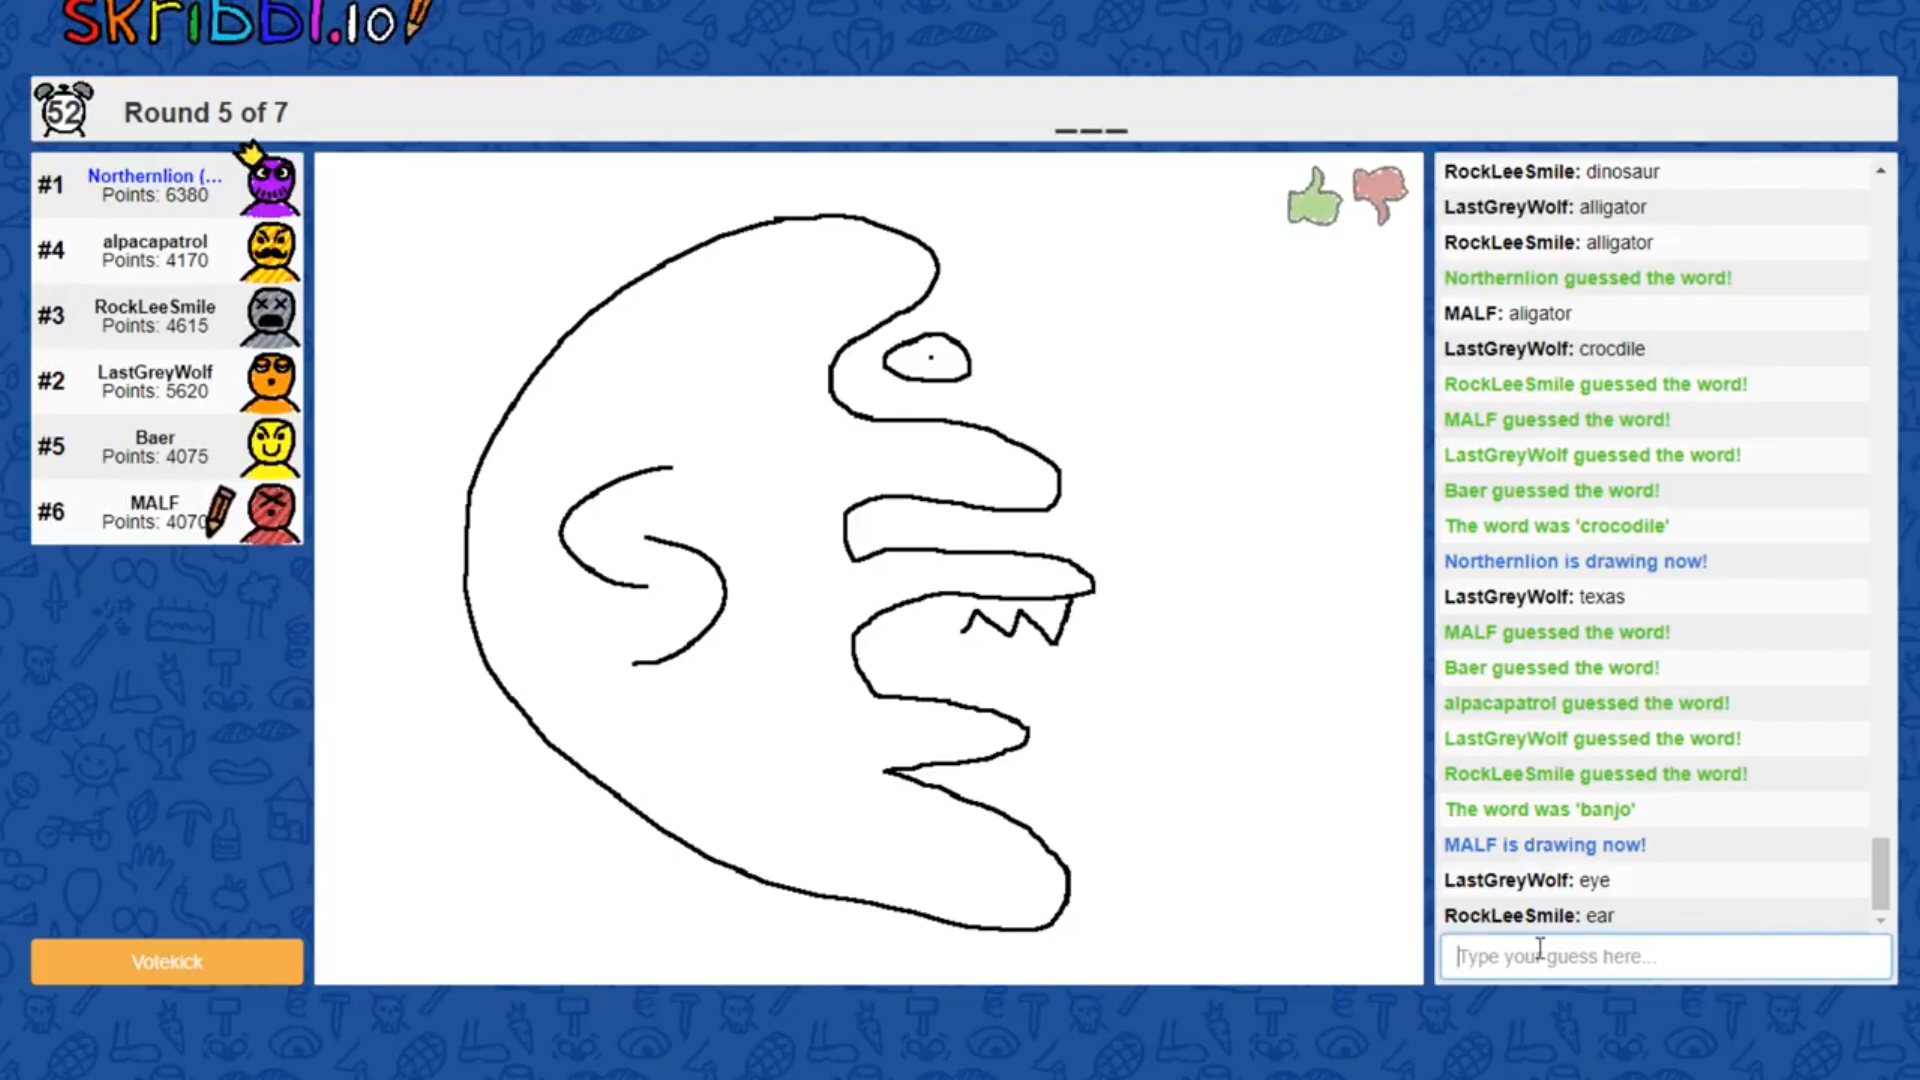 skribbl.io
52 Round 5 of 7
___
#1 Northernlion (...
Points: 6380
#4 alpacapatrol
Points: 4170
#3 RockLeeSmile
Points: 4615
#2 LastGreyWolf
Points: 5620
#5 Baer
Points: 4075
#6 MALF
Points: 4070
Votekick
RockLeeSmile: dinosaur
LastGreyWolf: alligator
RockLeeSmile: alligator
Northernlion guessed the word!
MALF: aligator
LastGreyWolf: crocdile
RockLeeSmile guessed the word!
MALF guessed the word!
LastGreyWolf guessed the word!
Baer guessed the word!
The word was 'crocodile'
Northernlion is drawing now!
LastGreyWolf: texas
MALF guessed the word!
Baer guessed the word!
alpacapatrol guessed the word!
LastGreyWolf guessed the word!
RockLeeSmile guessed the word!
The word was 'banjo'
MALF is drawing now!
LastGreyWolf: eye
RockLeeSmile: ear
Type your guess here...